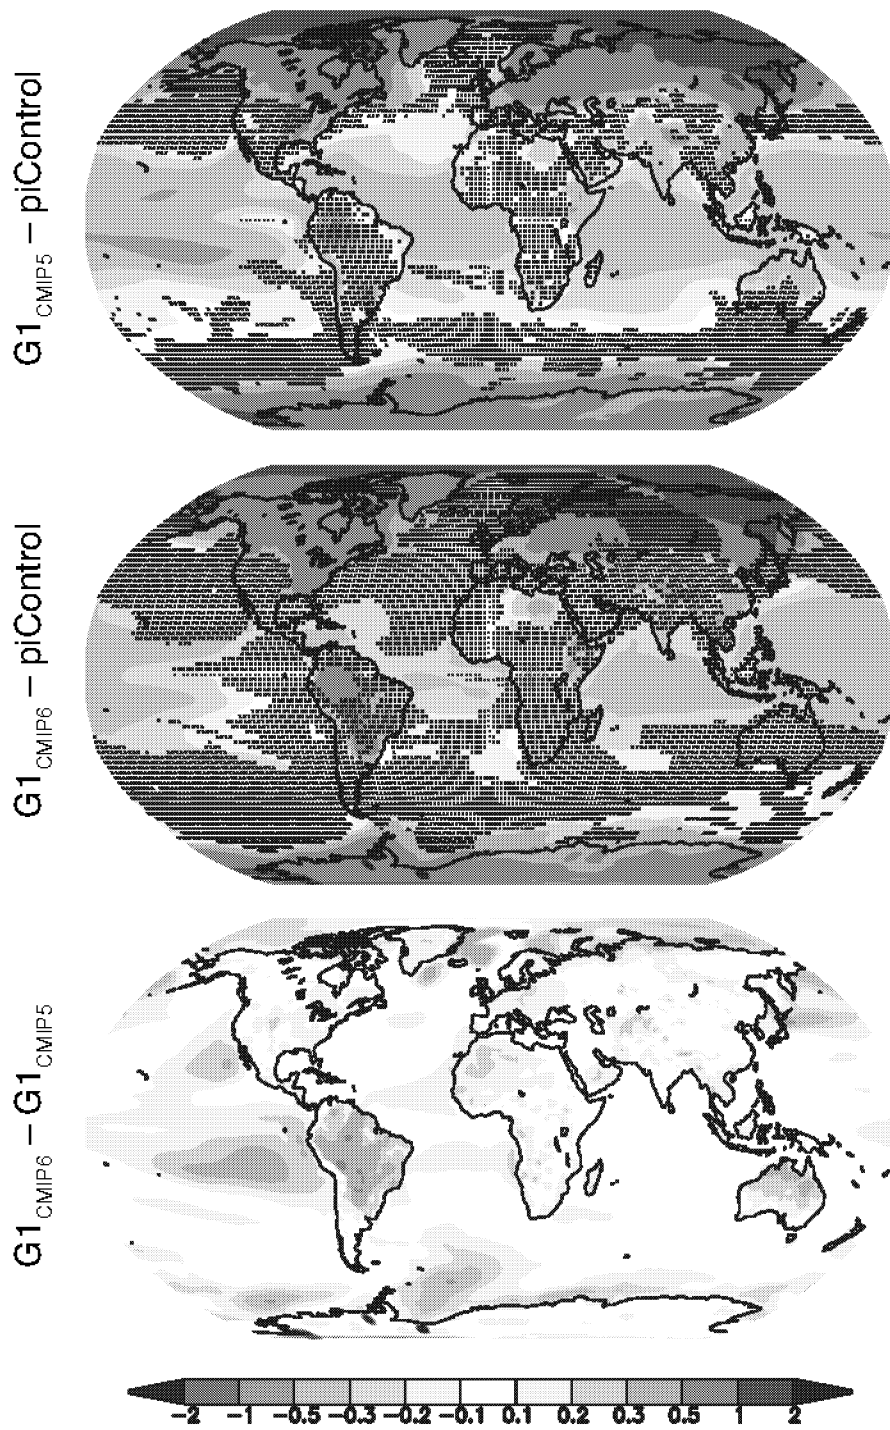 G1CMIP5 – piControl
G1CMIP6 – piControl
G1CMIP6 – G1CMIP5
-2 -1 -0.5 -0.3 -0.2 -0.1 0.1 0.2 0.3 0.5 1 2